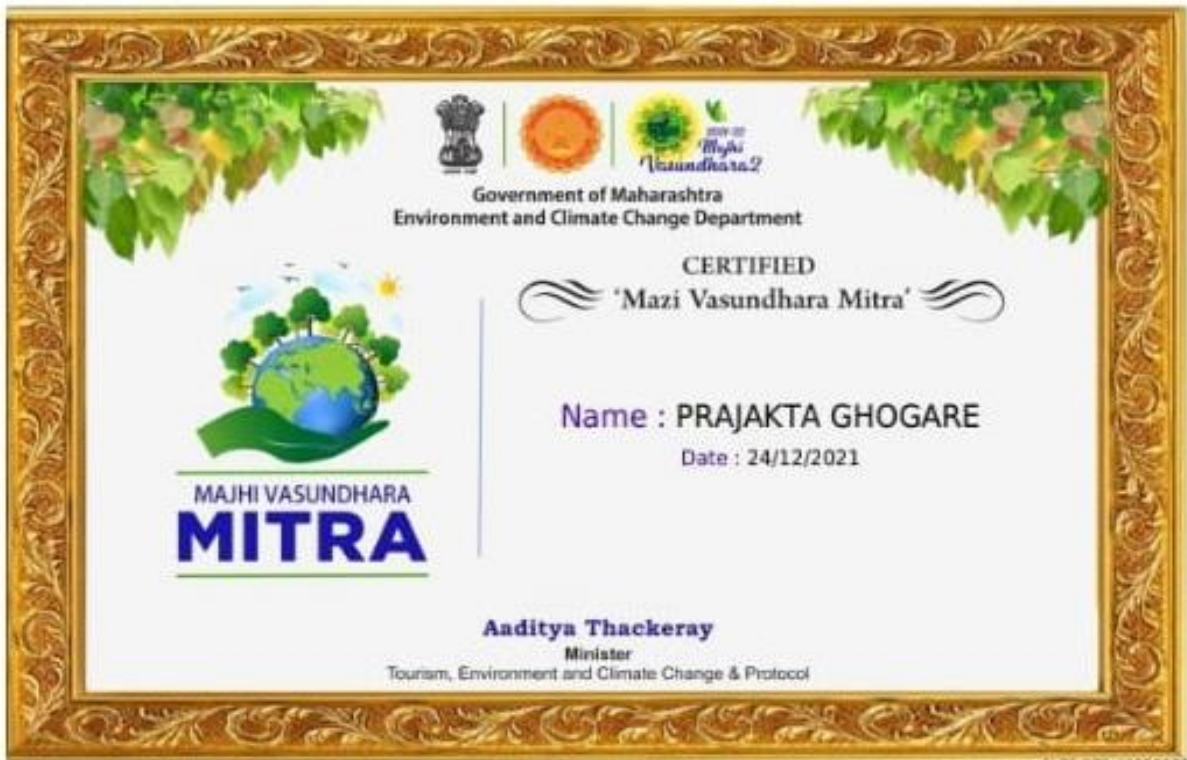 Majhi
Vasundhara2
Government of Maharashtra
Environment and Climate Change Department
CERTIFIED
'Mazi Vasundhara Mitra'
Name : PRAJAKTA GHOGARE
Date : 24/12/2021
MAJHI VASUNDHARA
MITRA
Aaditya Thackeray
Minister
Tourism, Environment and Climate Change & Protocol